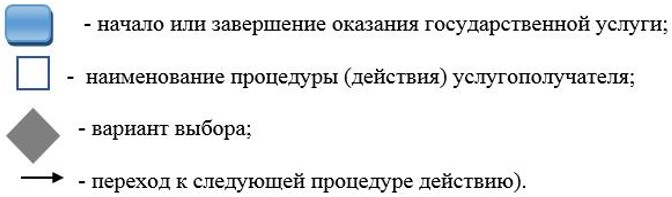 - начало или завершение оказания государственной услуги;
- наименование процедуры (действия) услугополучателя;
- вариант выбора;
- переход к следующей процедуре действию).